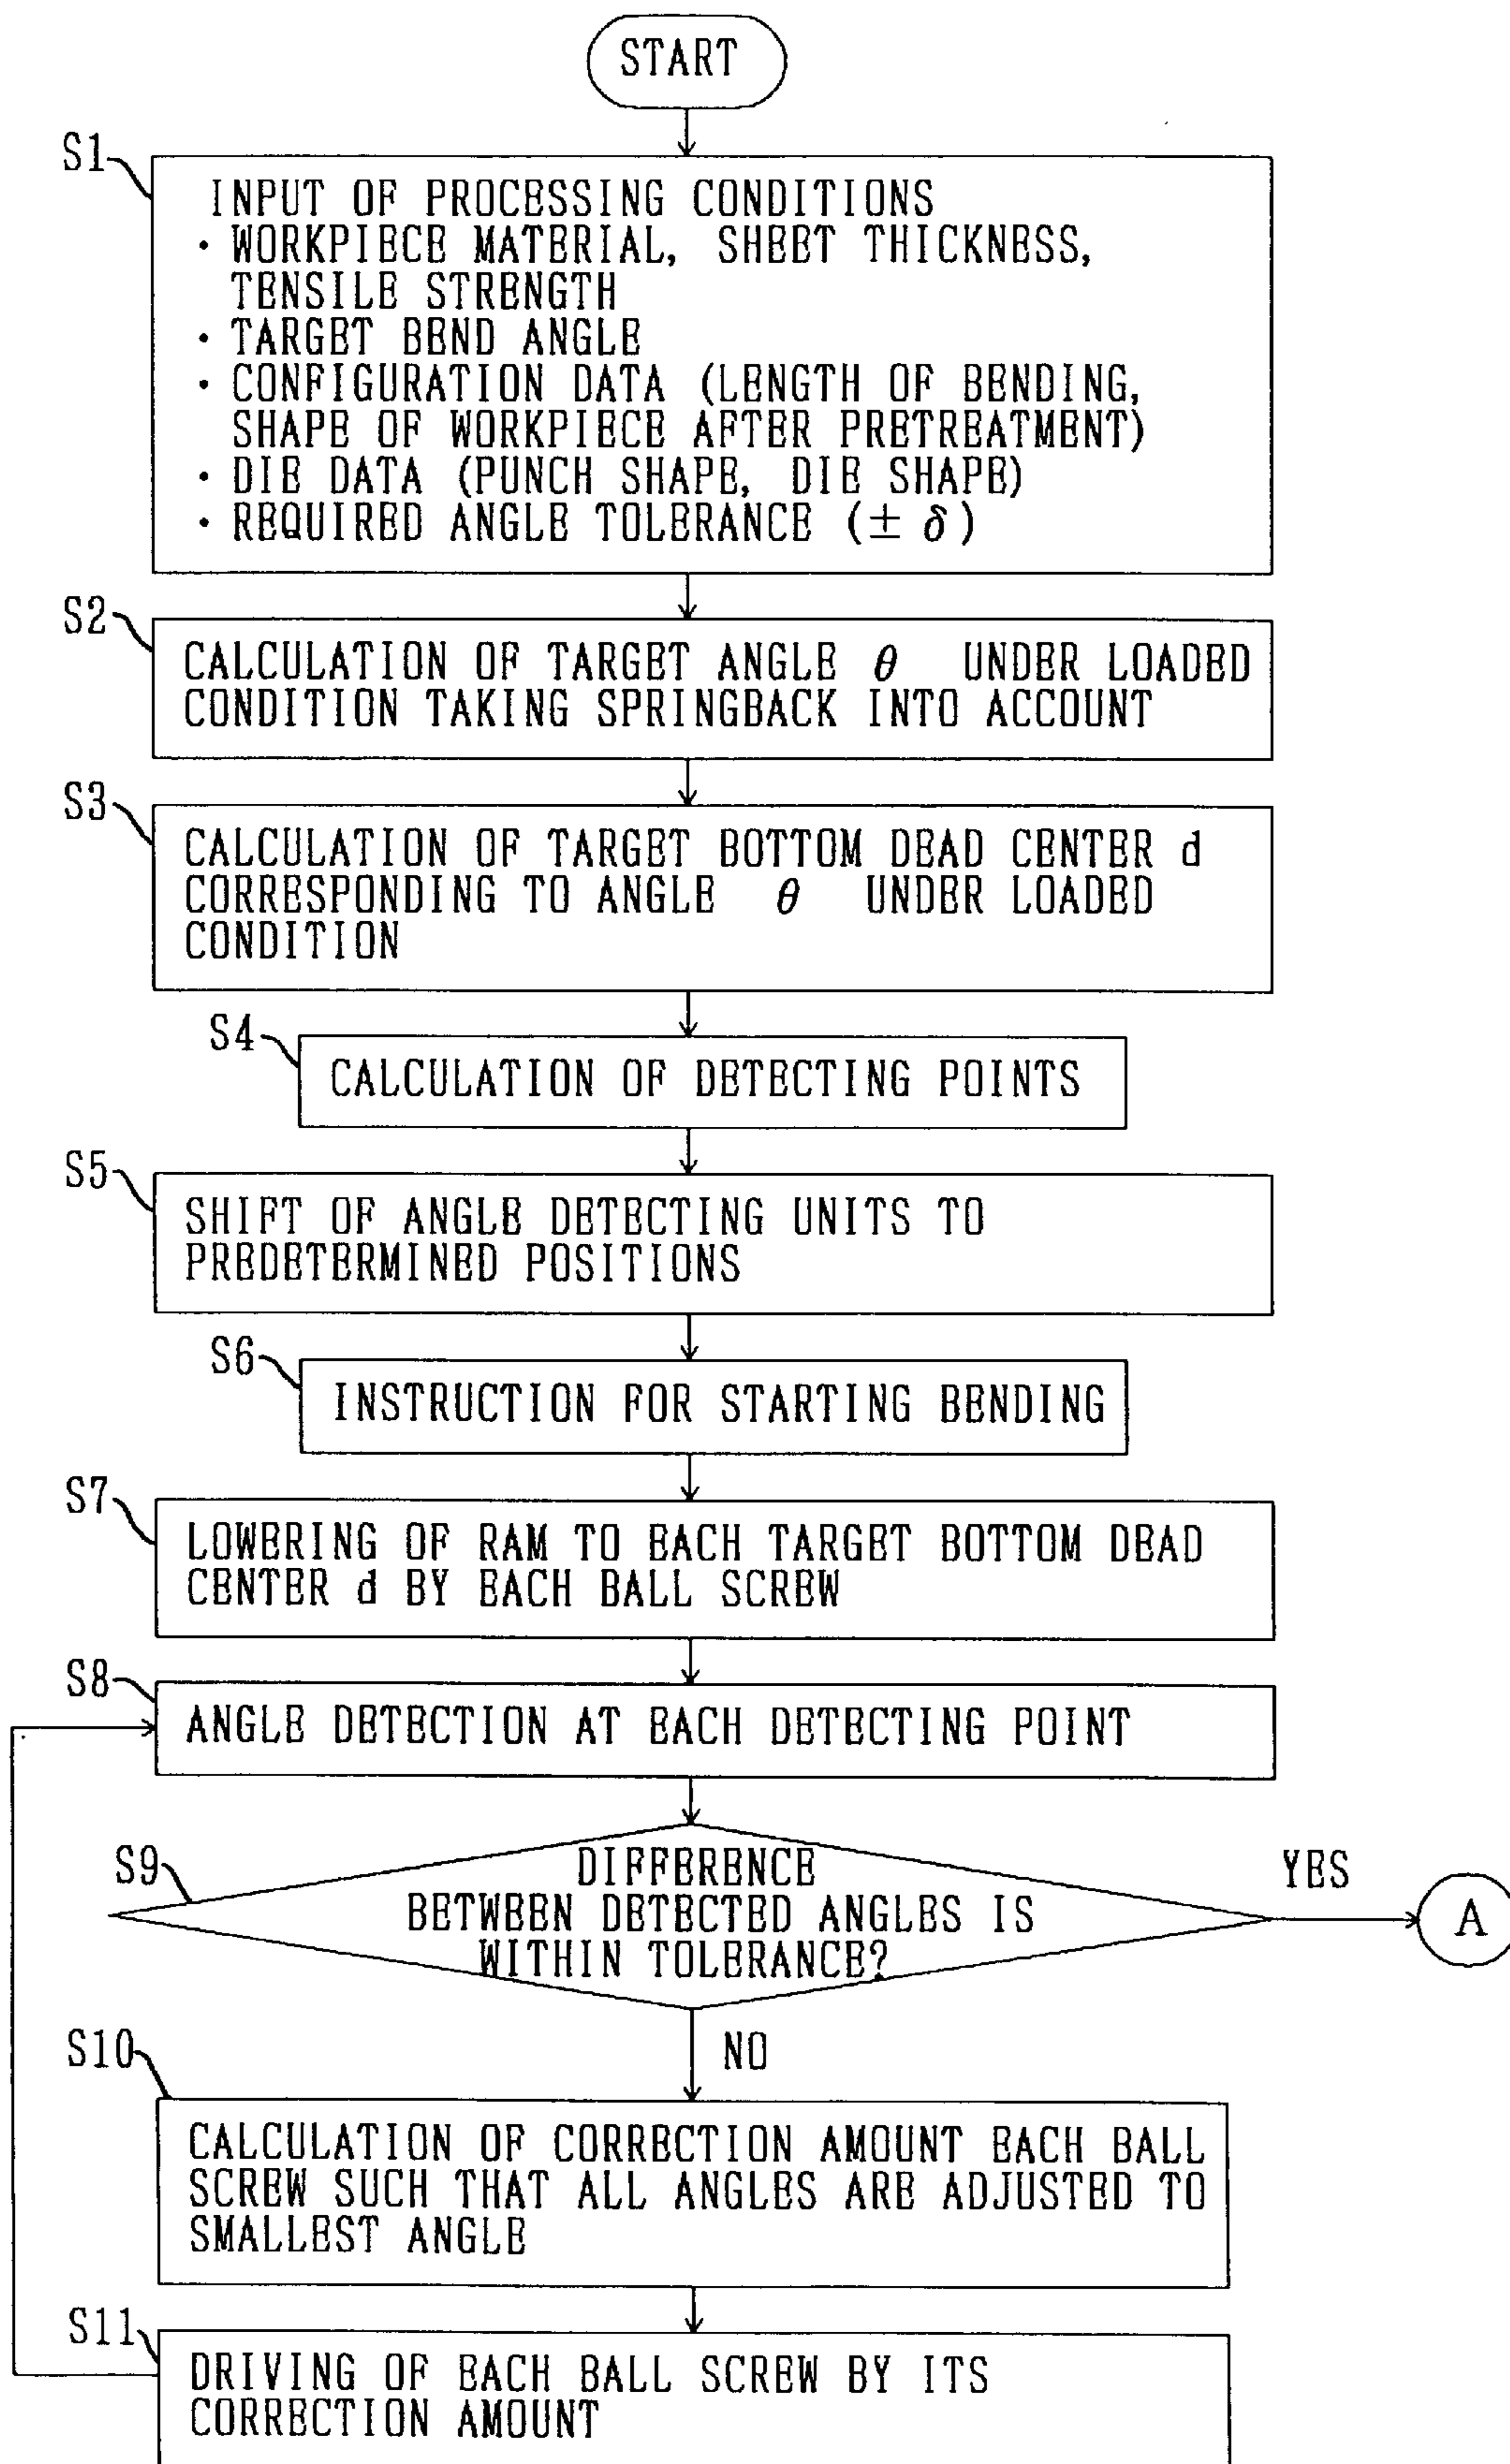 START
S1
INPUT OF PROCESSING CONDITIONS
· WORKPIECE MATERIAL, SHEET THICKNESS,
TENSILE STRENGTH
· TARGET BEND ANGLE
· CONFIGURATION DATA (LENGTH OF BENDING,
SHAPE OF WORKPIECE AFTER PRETREATMENT)
· DIE DATA (PUNCH SHAPE, DIE SHAPE)
· REQUIRED ANGLE TOLERANCE (± δ)
S2
CALCULATION OF TARGET ANGLE θ UNDER LOADED
CONDITION TAKING SPRINGBACK INTO ACCOUNT
S3
CALCULATION OF TARGET BOTTOM DEAD CENTER d
CORRESPONDING TO ANGLE θ UNDER LOADED
CONDITION
S4
CALCULATION OF DETECTING POINTS
S5
SHIFT OF ANGLE DETECTING UNITS TO
PREDETERMINED POSITIONS
S6
INSTRUCTION FOR STARTING BENDING
S7
LOWERING OF RAM TO EACH TARGET BOTTOM DEAD
CENTER d BY EACH BALL SCREW
S8
ANGLE DETECTION AT EACH DETECTING POINT
S9
DIFFERENCE
BETWEEN DETECTED ANGLES IS
WITHIN TOLERANCE?
YES
A
NO
S10
CALCULATION OF CORRECTION AMOUNT EACH BALL
SCREW SUCH THAT ALL ANGLES ARE ADJUSTED TO
SMALLEST ANGLE
S11
DRIVING OF EACH BALL SCREW BY ITS
CORRECTION AMOUNT